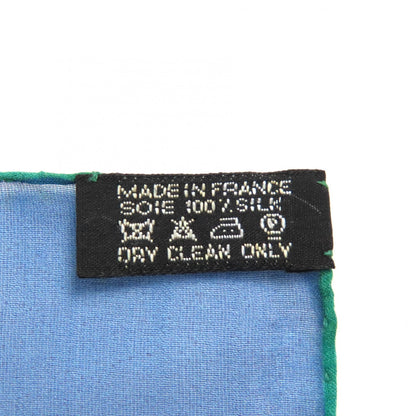 MADE IN FRANCE
SOIE 100% SILK
P
DRY CLEAN ONLY